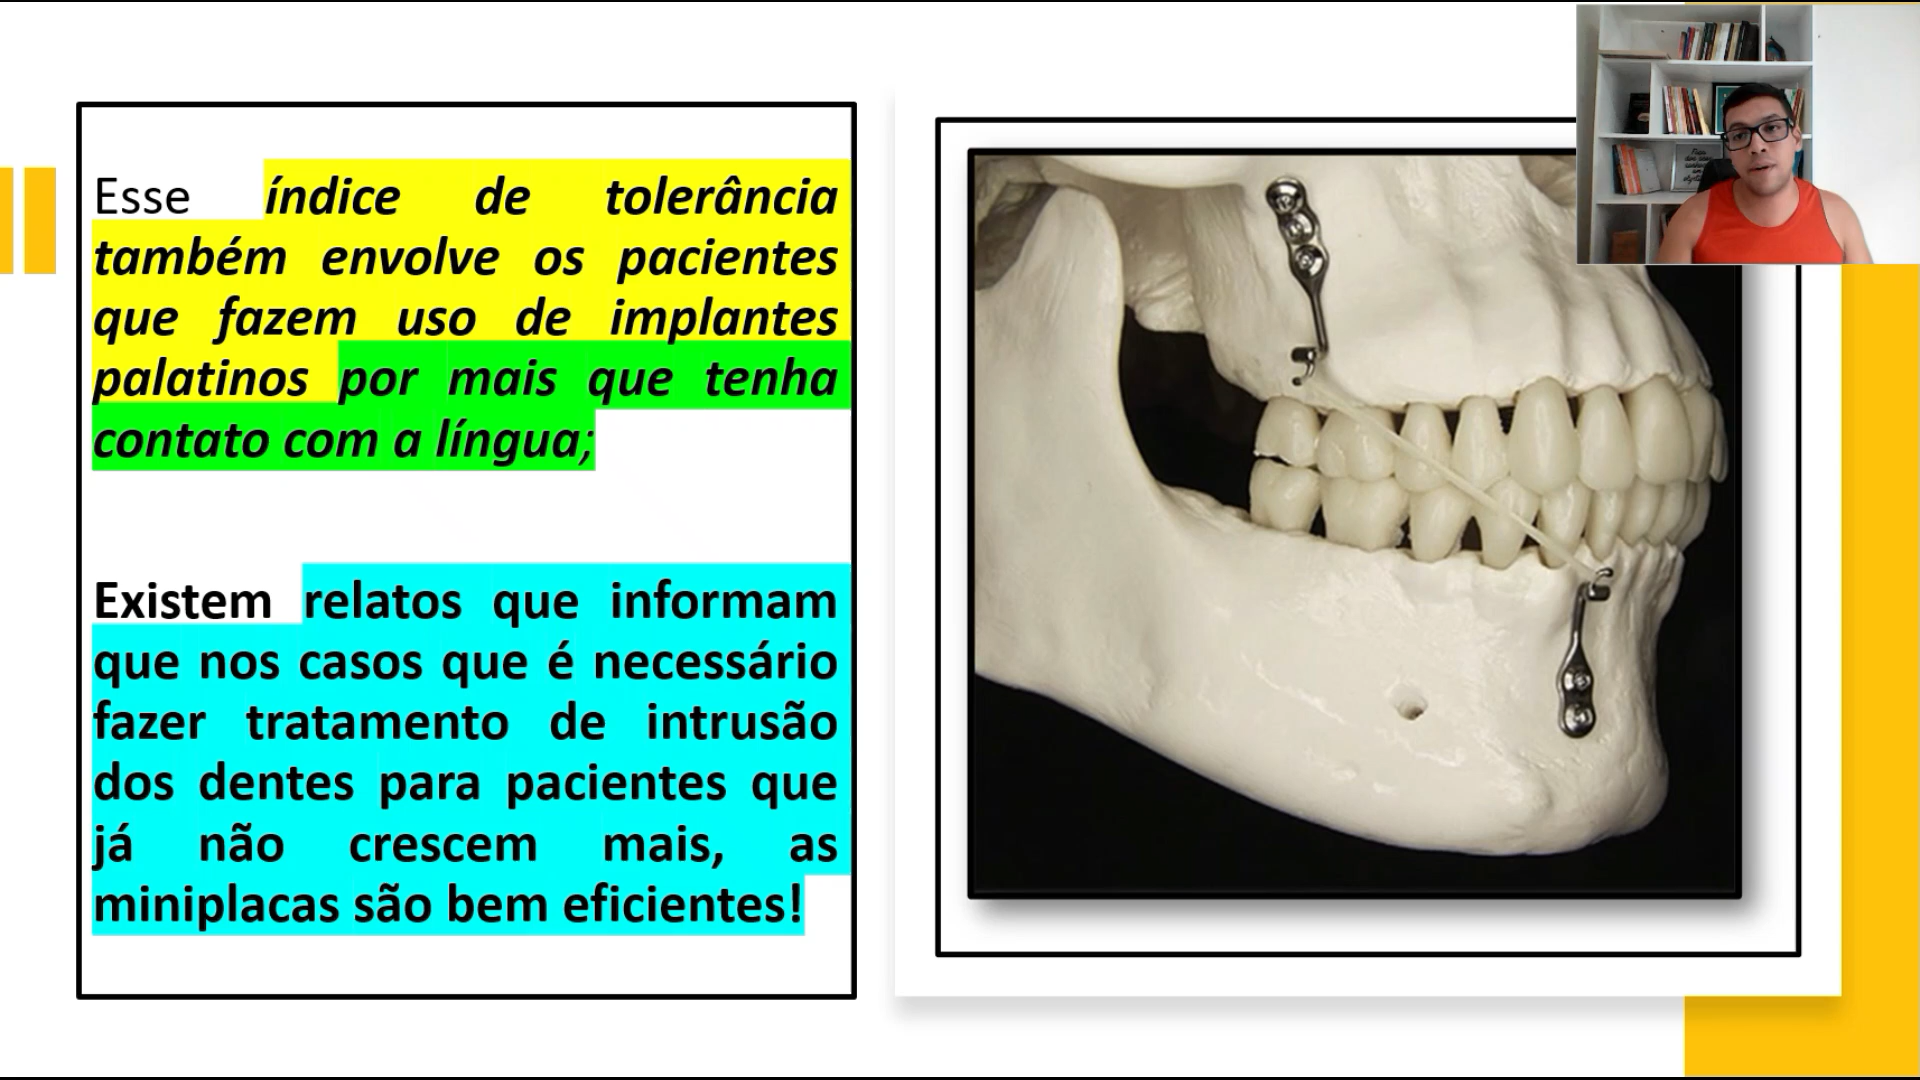 Esse índice de tolerância
também envolve os pacientes
que fazem uso de implantes
palatinos por mais que tenha
contato com a língua;
Existem relatos que informam
que nos casos que é necessário
fazer tratamento de intrusão
dos dentes para pacientes que
já não crescem mais, as
miniplacas são bem eficientes!